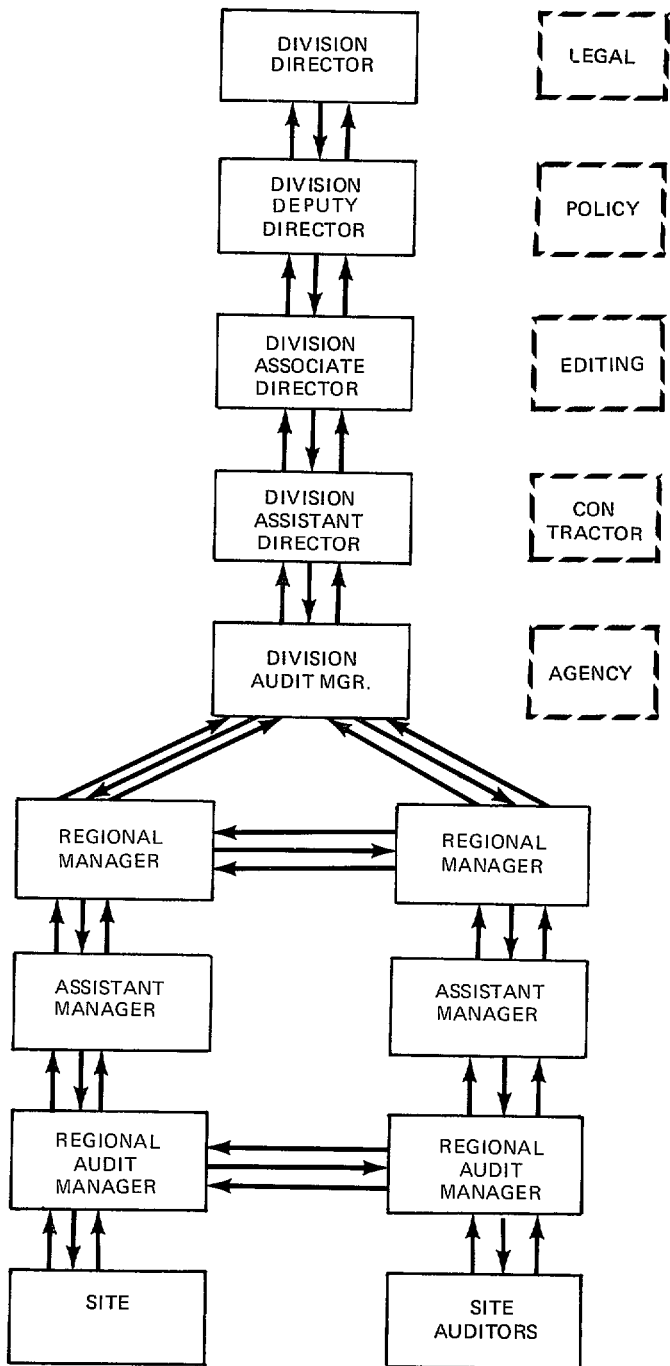 DIVISION
DIRECTOR
LEGAL
DIVISION
DEPUTY
DIRECTOR
POLICY
DIVISION
ASSOCIATE
DIRECTOR
EDITING
DIVISION
ASSISTANT
DIRECTOR
CON
TRACTOR
DIVISION
AUDIT MGR.
AGENCY
REGIONAL
MANAGER
REGIONAL
MANAGER
ASSISTANT
MANAGER
ASSISTANT
MANAGER
REGIONAL
AUDIT
MANAGER
REGIONAL
AUDIT
MANAGER
SITE
SITE
AUDITORS